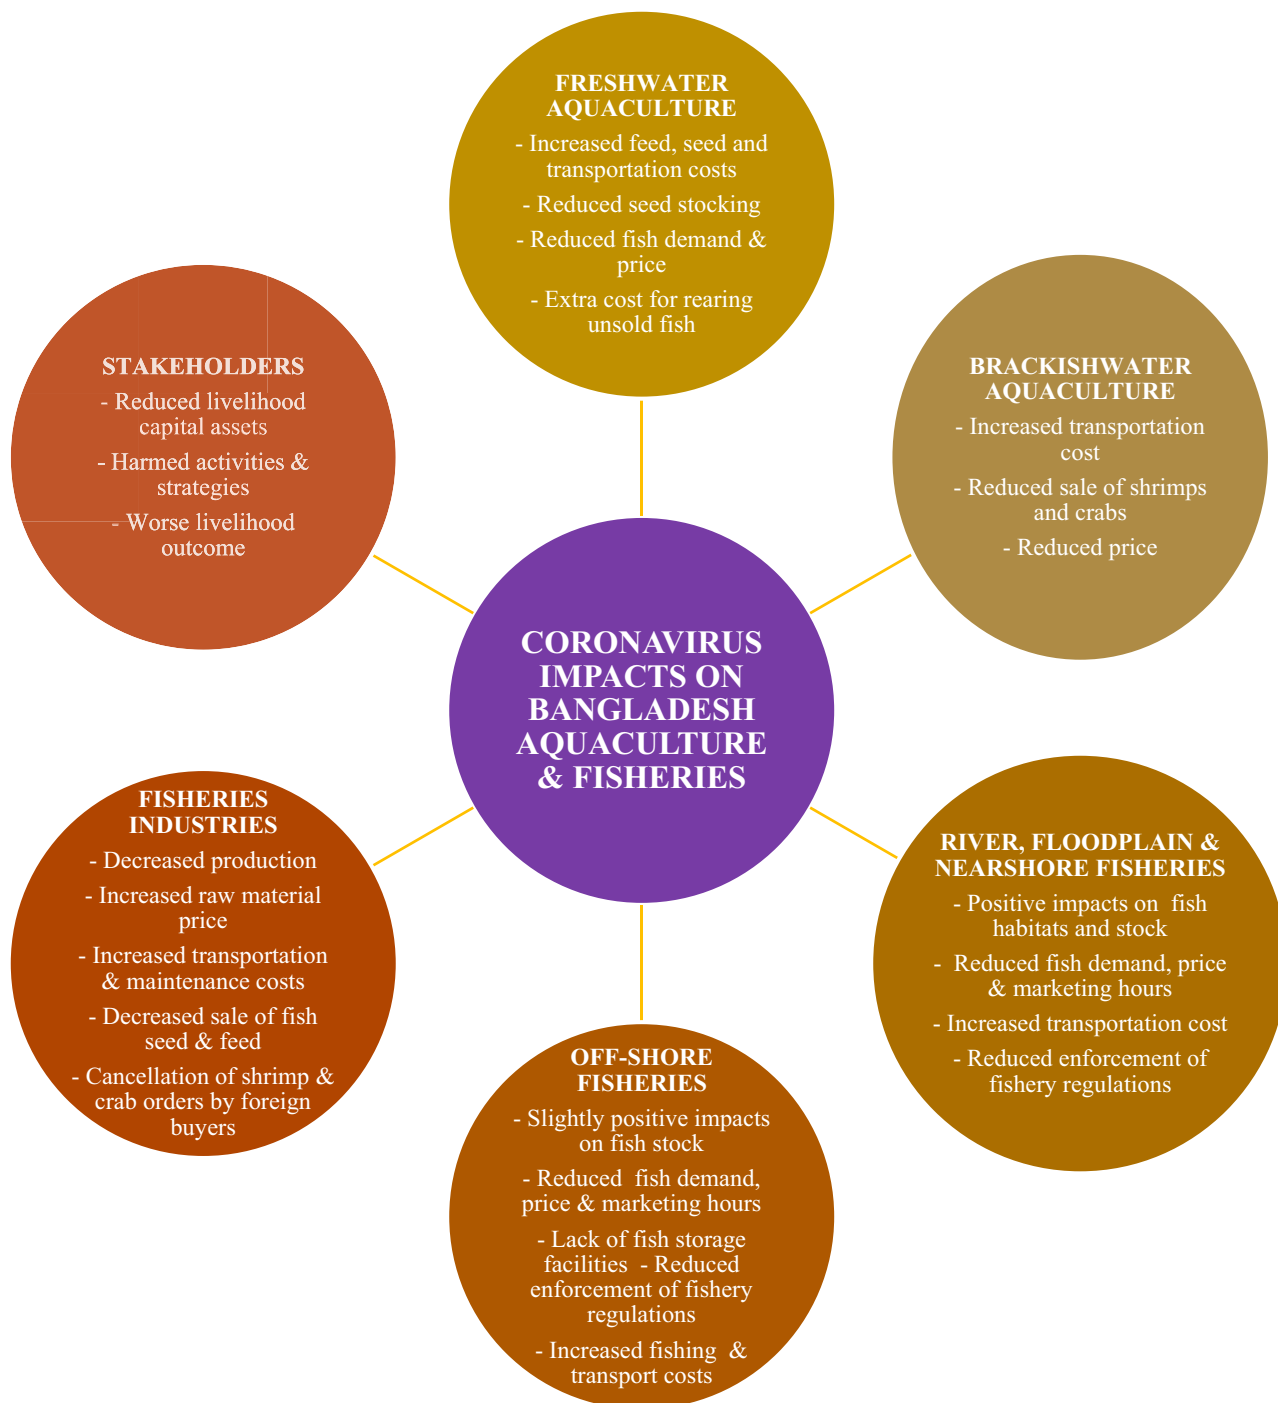 FRESHWATER
AQUACULTURE
- Increased feed, seed and
transportation costs
- Reduced seed stocking
- Reduced fish demand &
price
- Extra cost for rearing
unsold fish
STAKEHOLDERS
- Reduced livelihood
capital assets
- Harmed activities &
strategies
- Worse livelihood
outcome
BRACKISHWATER
AQUACULTURE
- Increased transportation
cost
- Reduced sale of shrimps
and crabs
- Reduced price
CORONAVIRUS
IMPACTS ON
BANGLADESH
AQUACULTURE
& FISHERIES
FISHERIES
INDUSTRIES
- Decreased production
- Increased raw material
price
- Increased transportation
& maintenance costs
- Decreased sale of fish
seed & feed
- Cancellation of shrimp &
crab orders by foreign
buyers
RIVER, FLOODPLAIN &
NEARSHORE FISHERIES
- Positive impacts on  fish
habitats and stock
-  Reduced fish demand, price
& marketing hours
- Increased transportation cost
- Reduced enforcement of
fishery regulations
OFF-SHORE
FISHERIES
- Slightly positive impacts
on fish stock
- Reduced  fish demand,
price & marketing hours
- Lack of fish storage
facilities  - Reduced
enforcement of fishery
regulations
- Increased fishing  &
transport costs